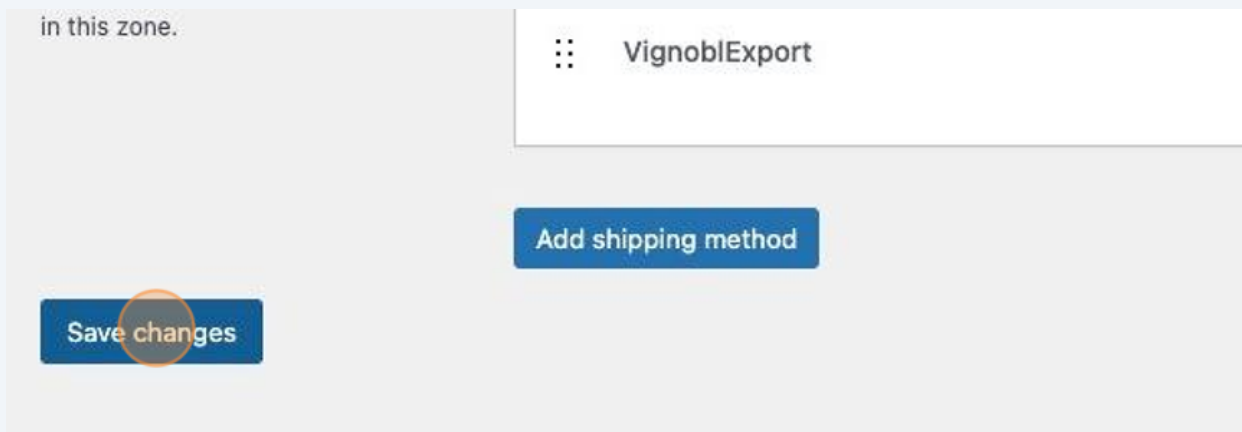 in this zone.
VignoblExport
Add shipping method
Save changes